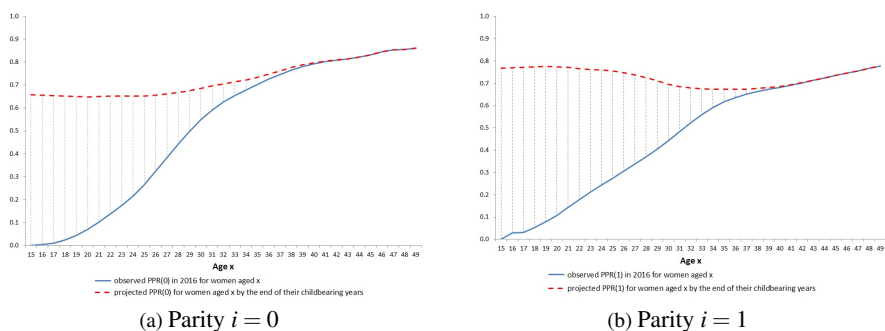 1.0
0.9
0.8
0.7
0.6
0.5
0.4
0.3
0.2
0.1
0.0
15 16 17 18 19 20 21 22 23 24 25 26 27 28 29 30 31 32 33 34 35 36 37 38 39 40 41 42 43 44 45 46 47 48 49
Age x
observed PPR(0) in 2016 for women aged x
projected PPR(0) for women aged x by the end of their childbearing years
(a) Parity i = 0
1.0
0.9
0.8
0.7
0.6
0.5
0.4
0.3
0.2
0.1
0.0
15 16 17 18 19 20 21 22 23 24 25 26 27 28 29 30 31 32 33 34 35 36 37 38 39 40 41 42 43 44 45 46 47 48 49
Age x
observed PPR(1) in 2016 for women aged x
projected PPR(1) for women aged x by the end of their childbearing years
(b) Parity i = 1